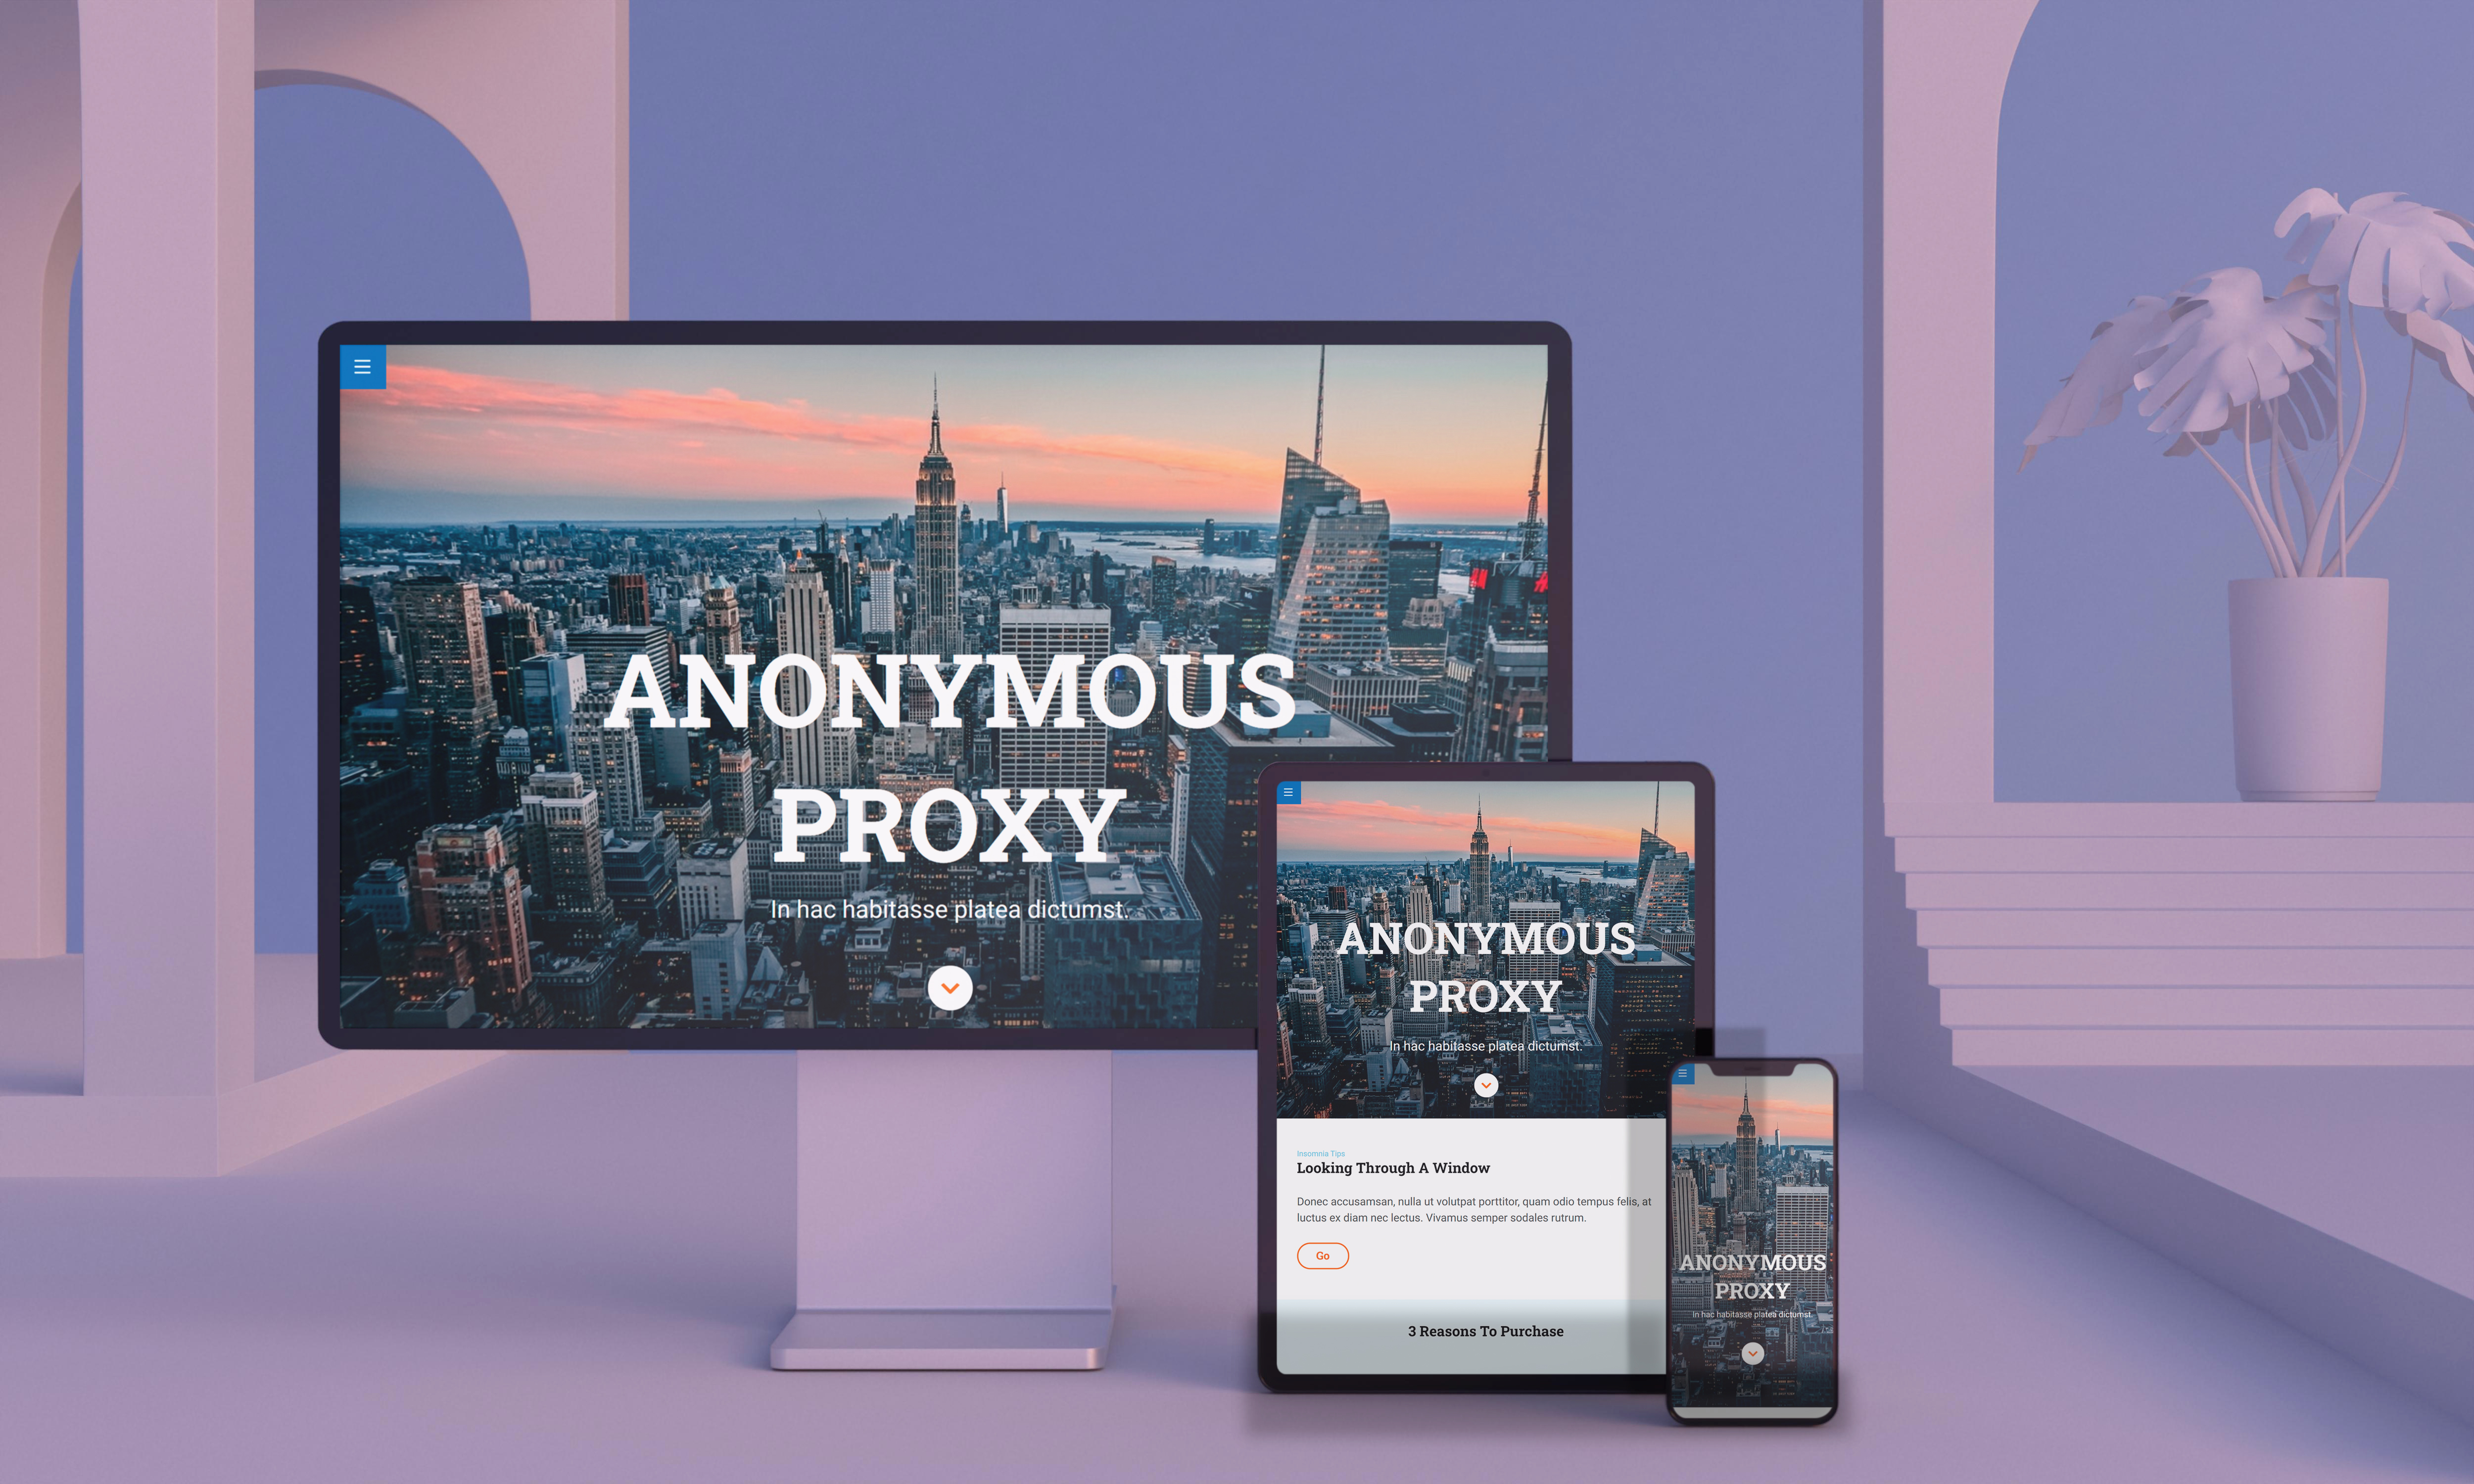 ANONYMOUS
PROXY
In hac habitasse platea dictumst.
ANONYMOUS
PROXY
In hac habitasse platea dictumst.
Insomnia Tips
Looking Through A Window
Donec accusamsan, nulla ut volutpat porttitor, quam odio tempus felis, at
luctus ex diam nec lectus. Vivamus semper sodales rutrum.
Go
3 Reasons To Purchase
ANONYMOUS
PROXY
In hac habitasse platea dictumst.